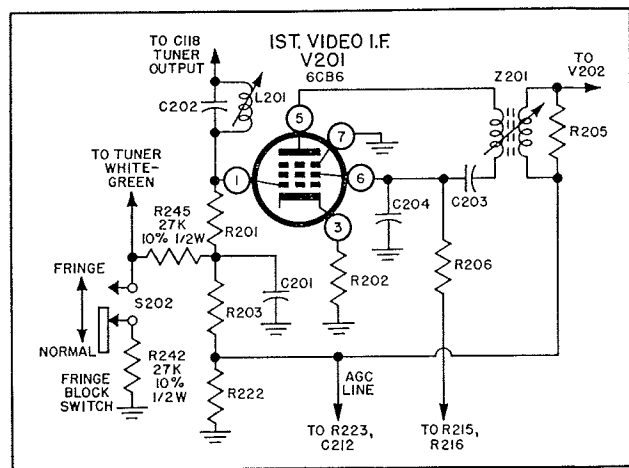 TO C118
TUNER
OUTPUT
1ST. VIDEO I.F.
V201
6CB6
Z201
TO
V202
C202
L201
R205
5
7
1
6
3
TO TUNER
WHITE-
GREEN
R245
27K
10% 1/2W
R201
C204
C203
R202
R206
C201
FRINGE
S202
NORMAL
R203
R242
27K
10%
1/2W
FRINGE
BLOCK
SWITCH
R222
AGC
LINE
TO R223,
C212
TO R215,
R216